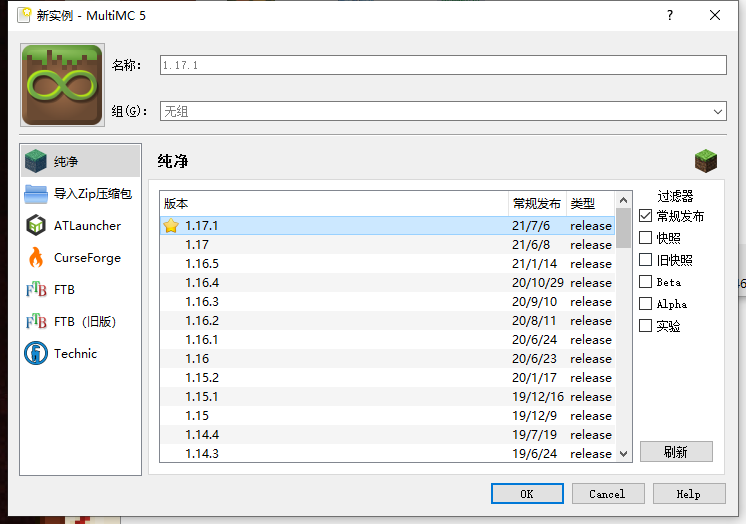 新实例 - MultiMC 5
名称：
1.17.1
组(G)：
无组
纯净
导入Zip压缩包
ATLauncher
CurseForge
FTB
FTB（旧版）
Technic
纯净
版本 常规发布 类型
1.17.1 21/7/6 release
1.17 21/6/8 release
1.16.5 21/1/14 release
1.16.4 20/10/29 release
1.16.3 20/9/10 release
1.16.2 20/8/11 release
1.16.1 20/6/24 release
1.16 20/6/23 release
1.15.2 20/1/17 release
1.15.1 19/12/16 release
1.15 19/12/9 release
1.14.4 19/7/19 release
1.14.3 19/6/24 release
过滤器
常规发布
快照
旧快照
Beta
Alpha
实验
刷新
OK Cancel Help